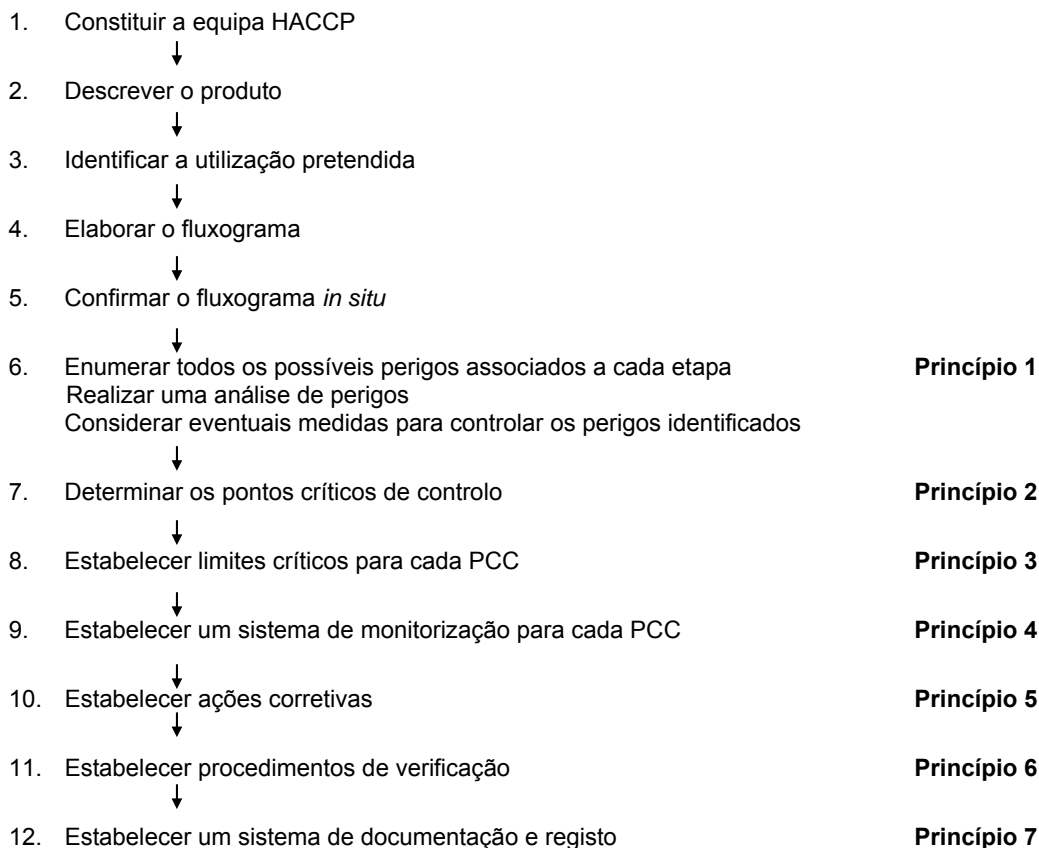 1. Constituir a equipa HACCP
2. Descrever o produto
3. Identificar a utilização pretendida
4. Elaborar o fluxograma
5. Confirmar o fluxograma in situ
6. Enumerar todos os possíveis perigos associados a cada etapa Princípio 1
Realizar uma análise de perigos
Considerar eventuais medidas para controlar os perigos identificados
7. Determinar os pontos críticos de controlo Princípio 2
8. Estabelecer limites críticos para cada PCC Princípio 3
9. Estabelecer um sistema de monitorização para cada PCC Princípio 4
10. Estabelecer ações corretivas Princípio 5
11. Estabelecer procedimentos de verificação Princípio 6
12. Estabelecer um sistema de documentação e registo Princípio 7